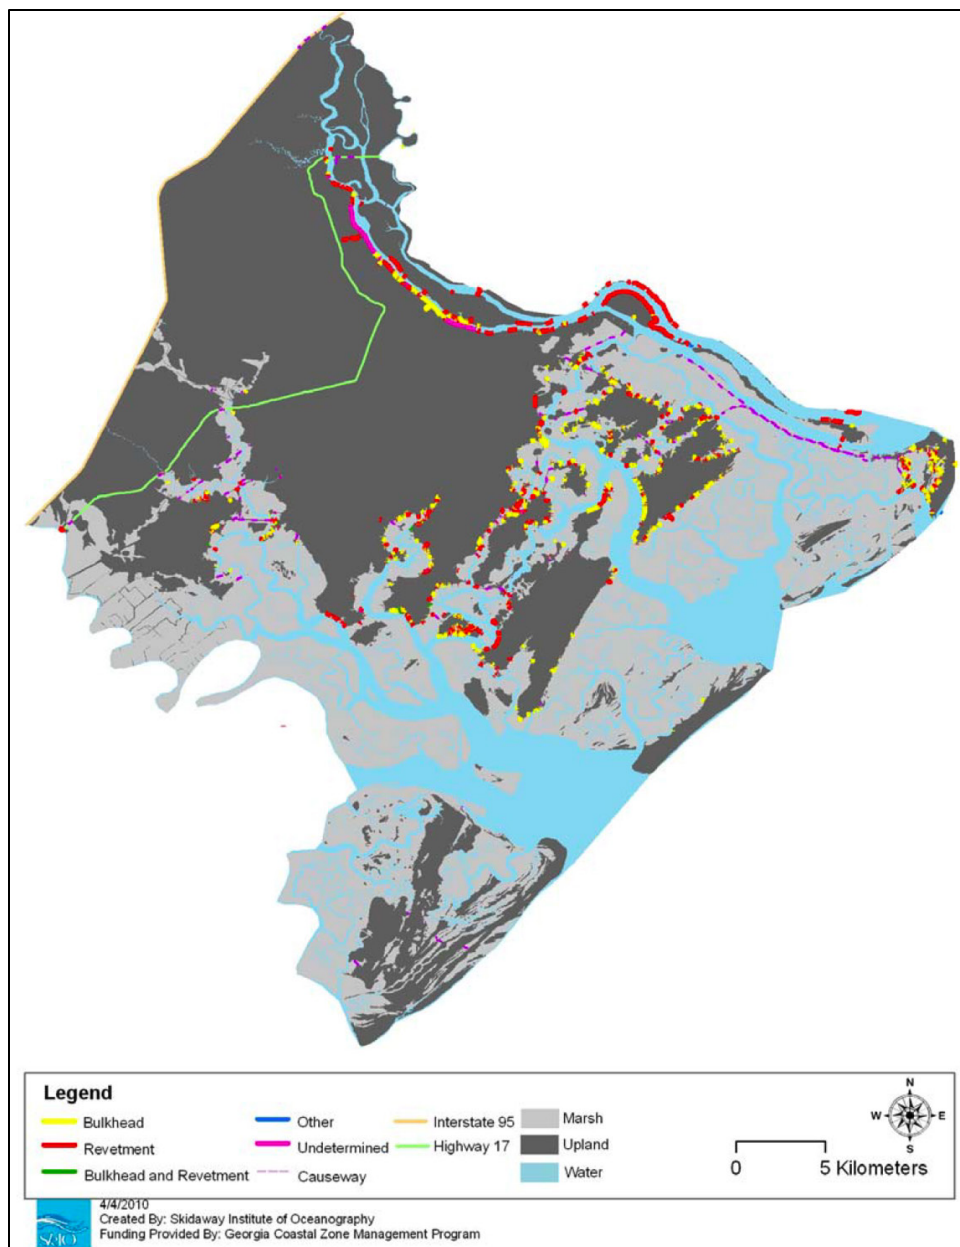 Legend
Bulkhead
Revetment
Bulkhead and Revetment
Other
Undetermined
Causeway
Interstate 95
Highway 17
Marsh
Upland
Water
N
W E
S
0 5 Kilometers
4/4/2010
Created By: Skidaway Institute of Oceanography
Funding Provided By: Georgia Coastal Zone Management Program
SkIO